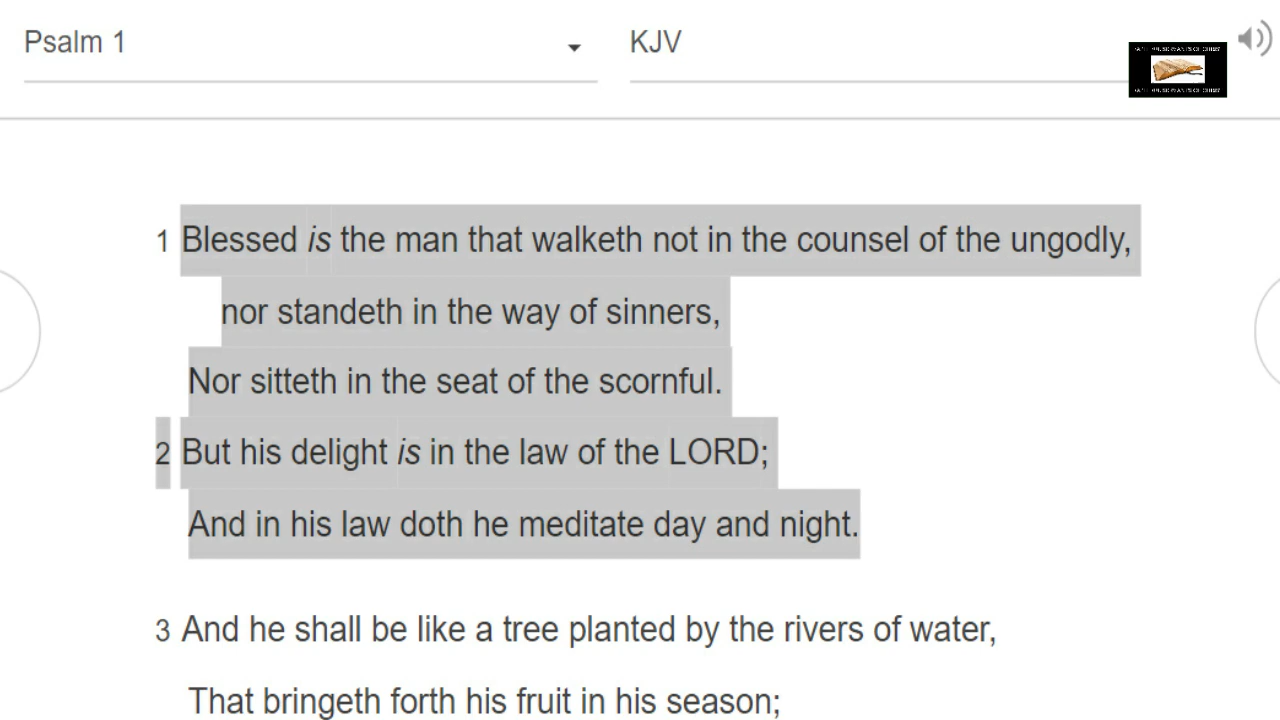 Psalm 1
KJV
1 Blessed is the man that walketh not in the counsel of the ungodly,
nor standeth in the way of sinners,
Nor sitteth in the seat of the scornful.
2 But his delight is in the law of the LORD;
And in his law doth he meditate day and night.
3 And he shall be like a tree planted by the rivers of water,
That bringeth forth his fruit in his season;